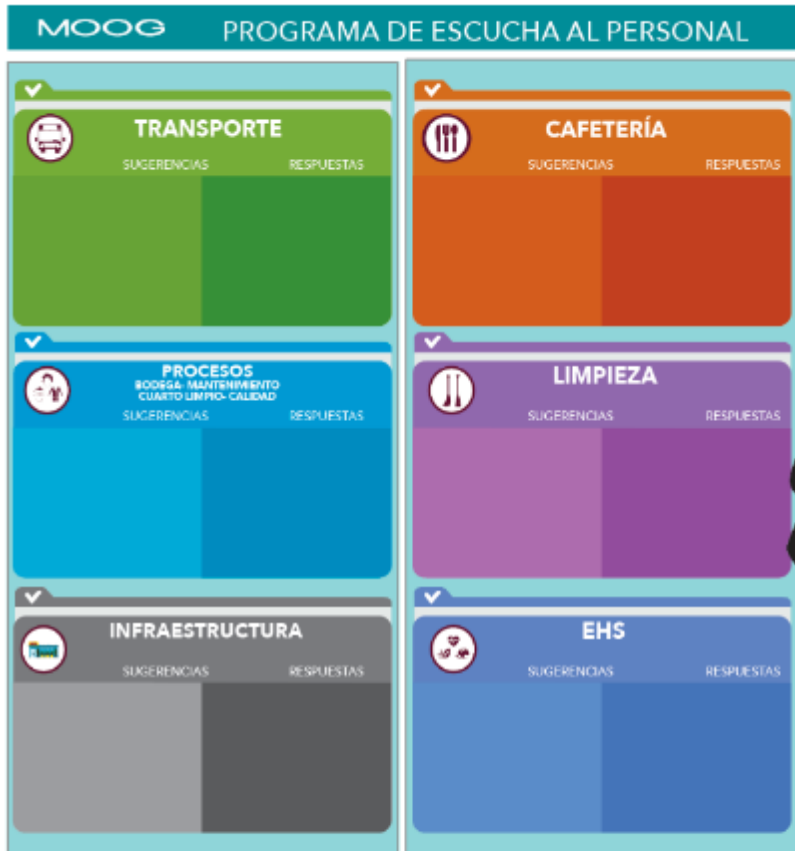 MOOG PROGRAMA DE ESCUCHA AL PERSONAL
TRANSPORTE
SUGERENCIAS RESPUESTAS
CAFETERÍA
SUGERENCIAS RESPUESTAS
PROCESOS
BODEGA- MANTENIMIENTO
CUARTO LIMPIO- CALIDAD
SUGERENCIAS RESPUESTAS
LIMPIEZA
SUGERENCIAS RESPUESTAS
INFRAESTRUCTURA
SUGERENCIAS RESPUESTAS
EHS
SUGERENCIAS RESPUESTAS